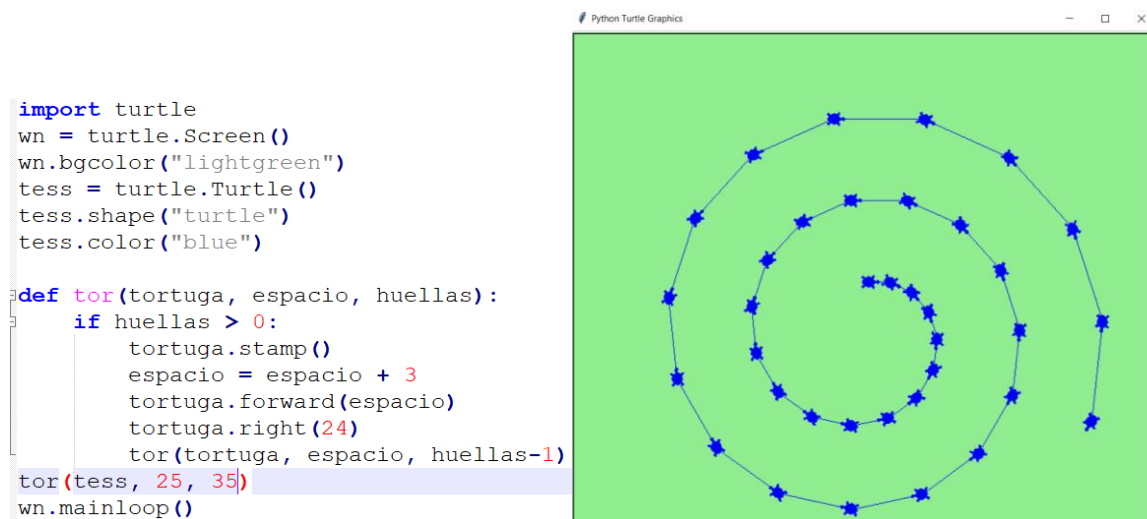 Python Turtle Graphics
import turtle
wn = turtle.Screen()
wn.bgcolor("lightgreen")
tess = turtle.Turtle()
tess.shape("turtle")
tess.color("blue")

def tor(tortuga, espacio, huellas):
    if huellas > 0:
        tortuga.stamp()
        espacio = espacio + 3
        tortuga.forward(espacio)
        tortuga.right(24)
        tor(tortuga, espacio, huellas-1)
tor(tess, 25, 35)
wn.mainloop()